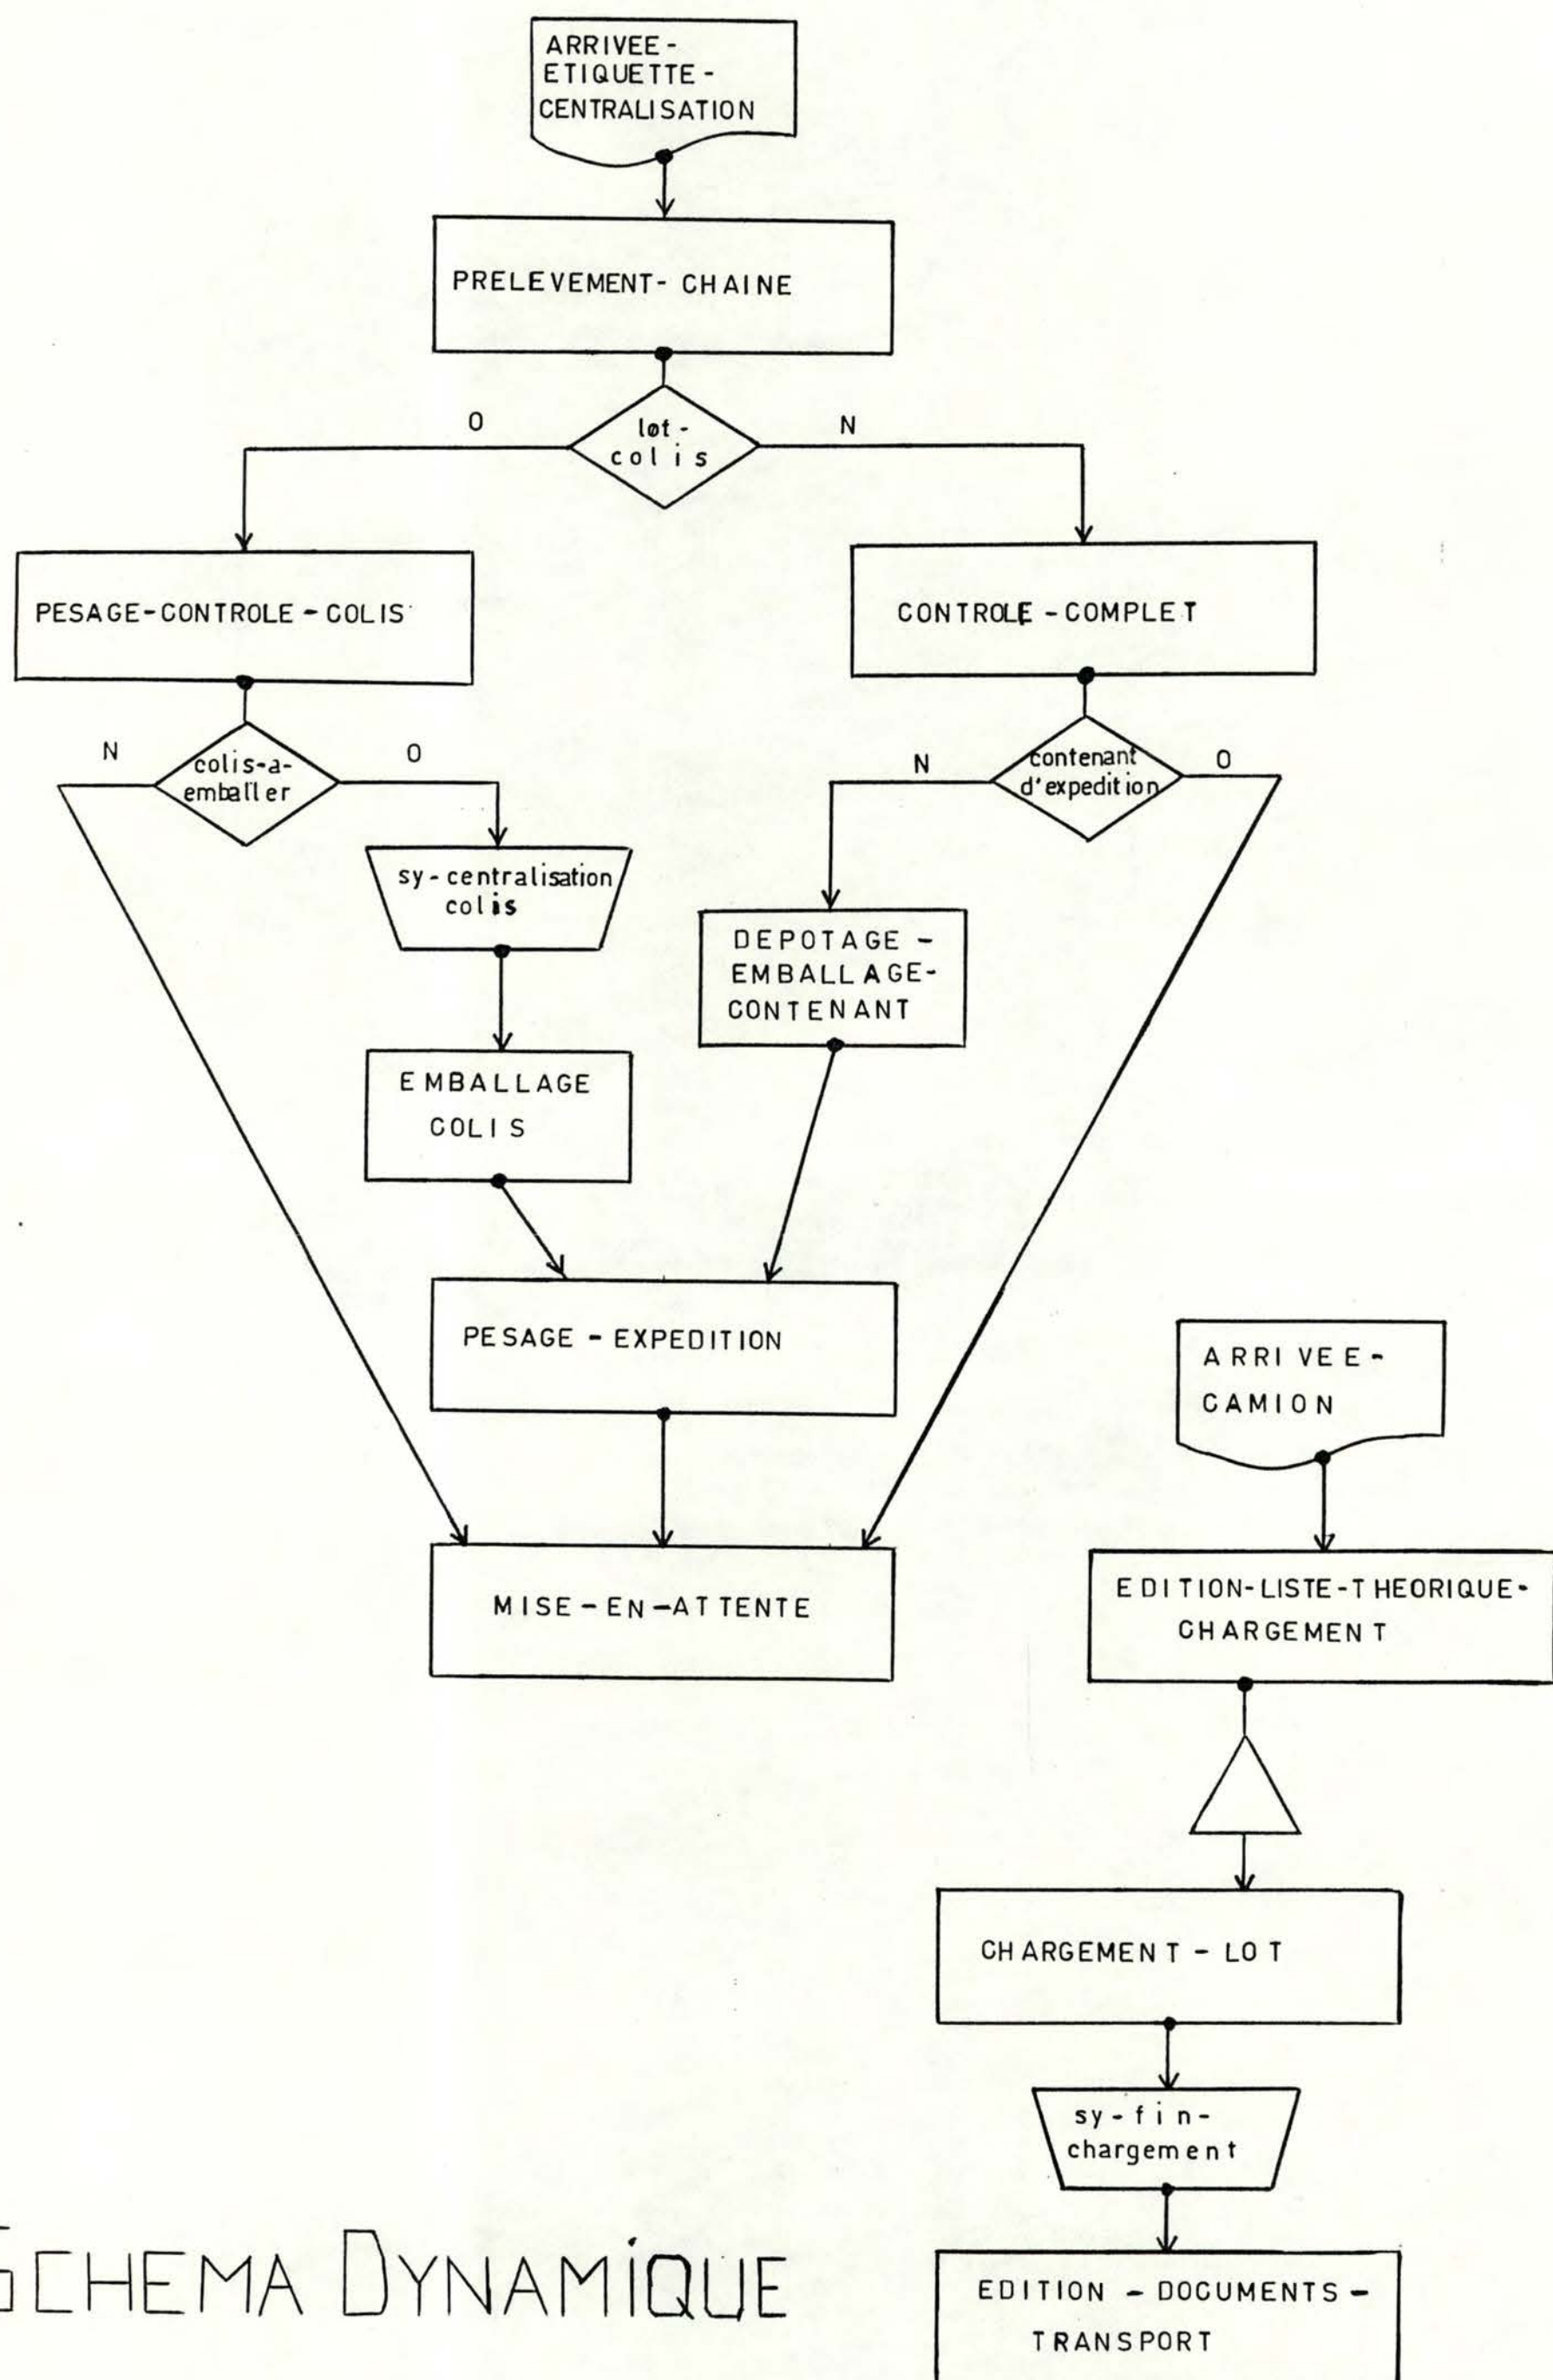 ARRIVEE-
ETIQUETTE-
CENTRALISATION
PRELEVEMENT- CHAINE
O
N
lot-
colis
PESAGE-CONTROLE-COLIS
CONTROLE-COMPLET
N
colis-a-
emballer
O
N
contenant
d'expedition
O
sy-centralisation
colis
DEPOTAGE-
EMBALLAGE-
CONTENANT
EMBALLAGE
COLIS
PESAGE-EXPEDITION
ARRIVEE-
CAMION
MISE-EN-ATTENTE
EDITION-LISTE-THEORIQUE-
CHARGEMENT
CHARGEMENT-LOT
sy-fin-
chargement
SCHEMA DYNAMIQUE
EDITION-DOCUMENTS-
TRANSPORT